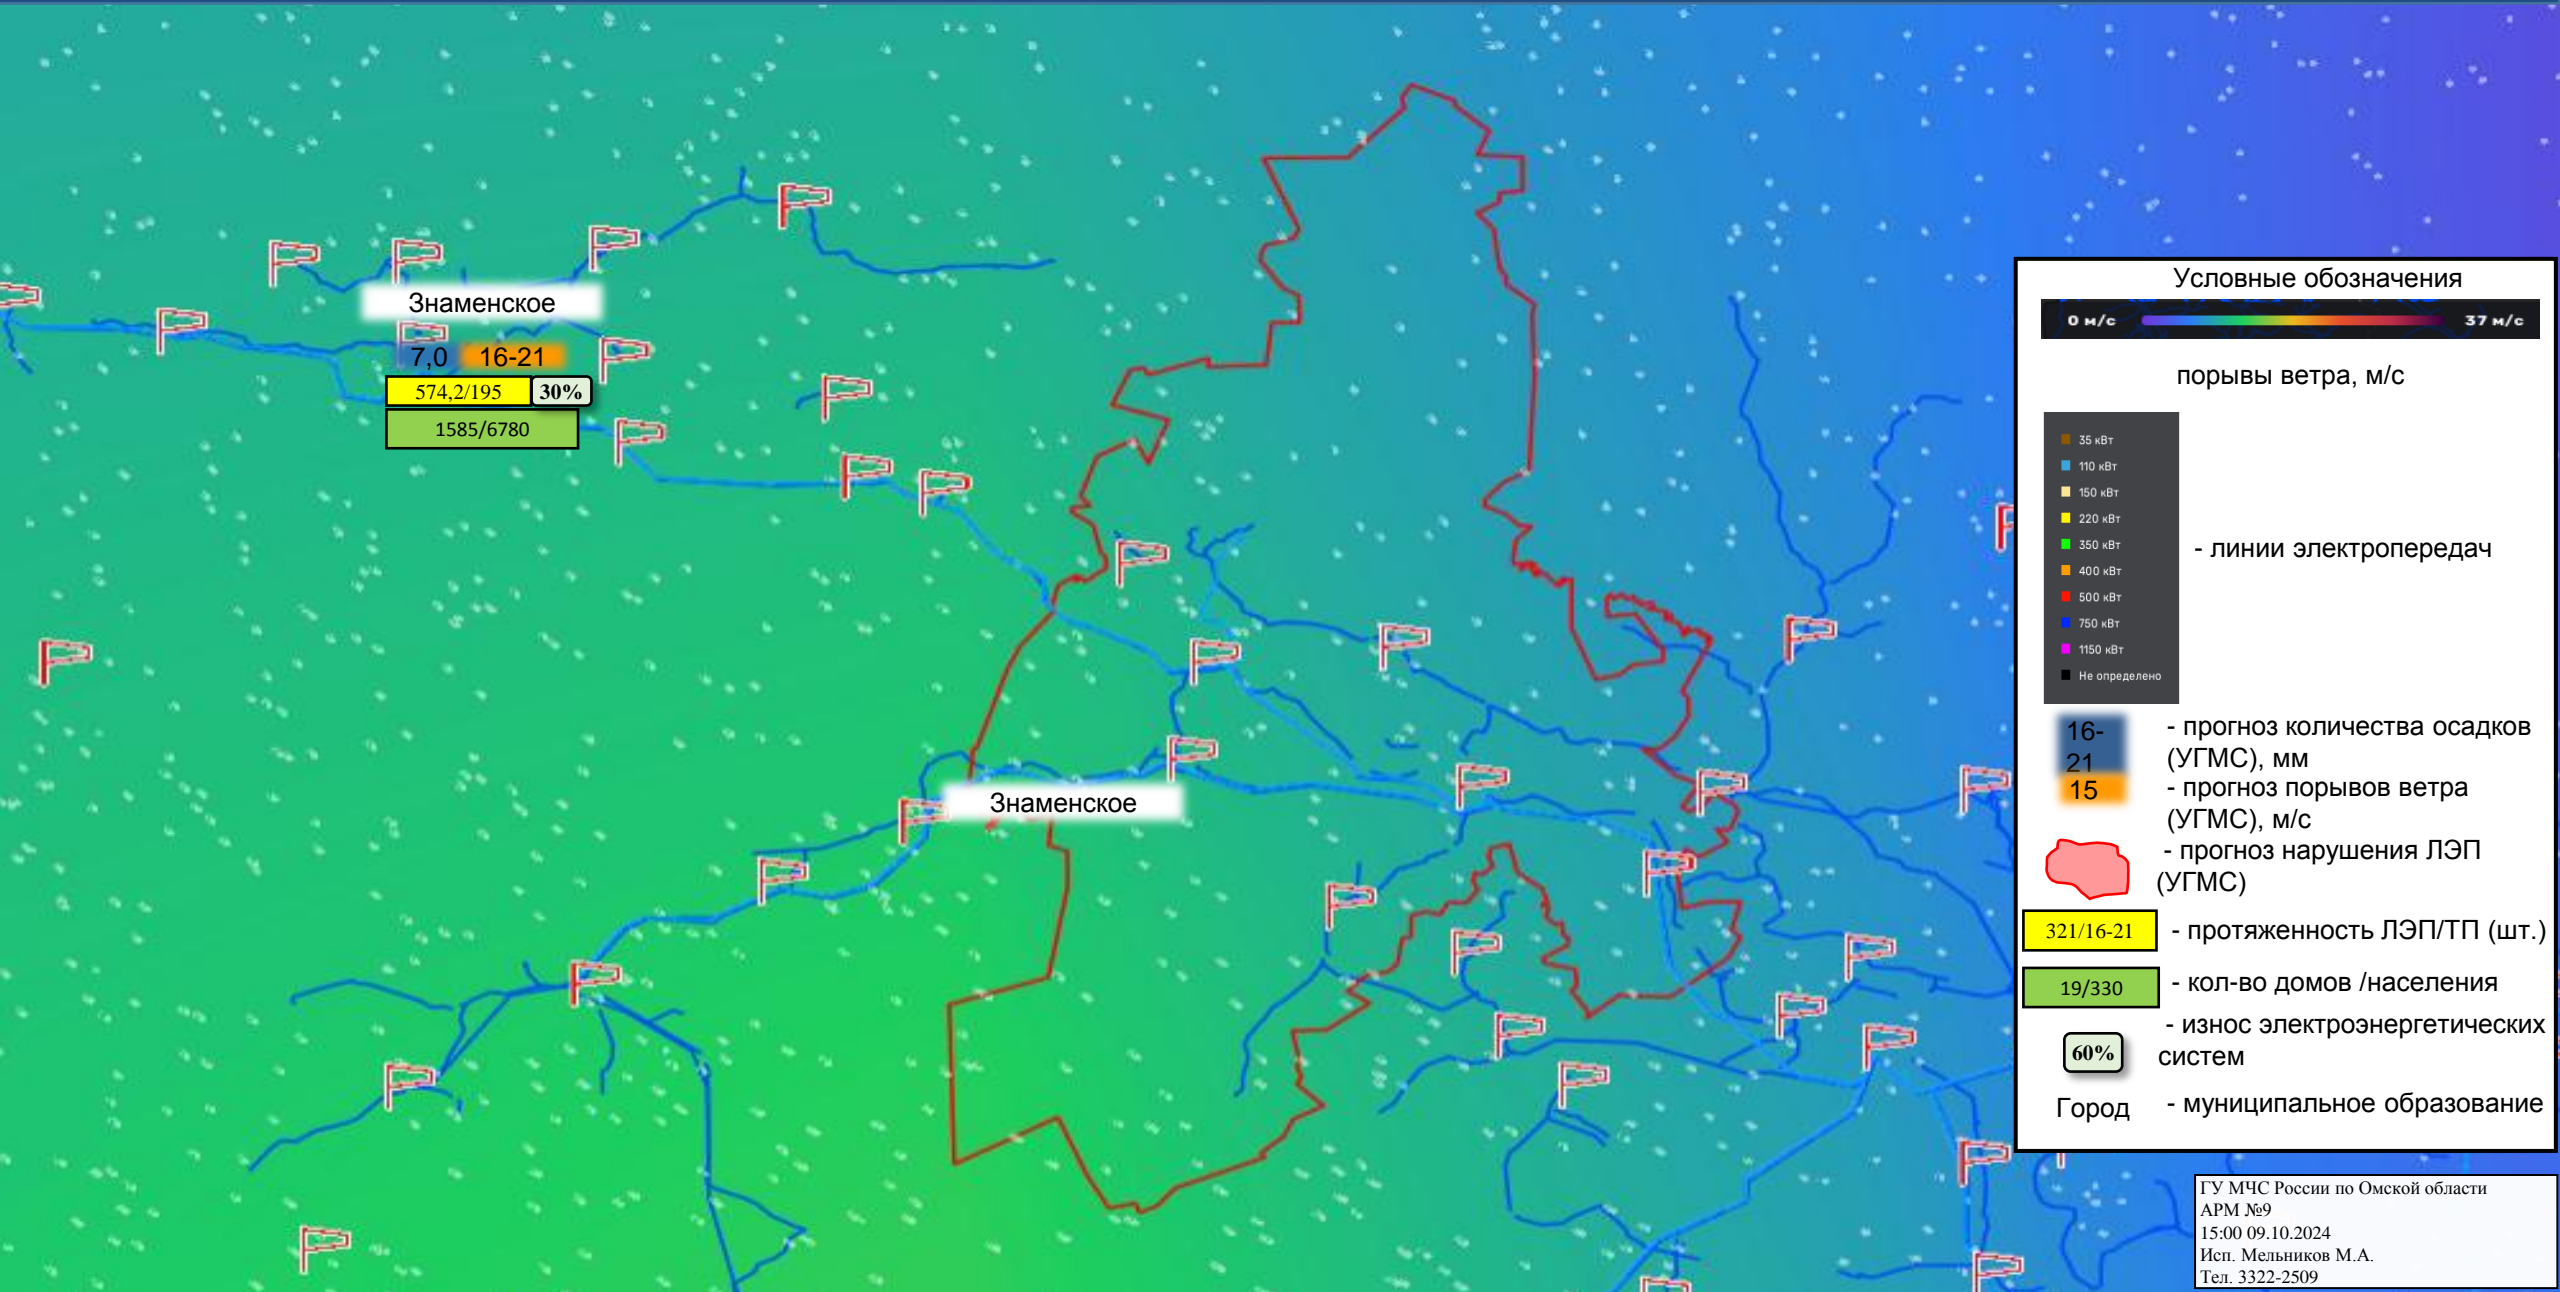 Знаменское
7,0 16-21
574,2/195 30%
1585/6780
Знаменское
Условные обозначения
0 м/с 37 м/с
порывы ветра, м/с
35 кВт
110 кВт
150 кВт
220 кВт
350 кВт
400 кВт
500 кВт
750 кВт
1150 кВт
Не определено
- линии электропередач
16-
21
- прогноз количества осадков
(УГМС), мм
15
- прогноз порывов ветра
(УГМС), м/с
- прогноз нарушения ЛЭП
(УГМС)
321/16-21 - протяженность ЛЭП/ТП (шт.)
19/330 - кол-во домов /населения
60%
- износ электроэнергетических
систем
Город - муниципальное образование
ГУ МЧС России по Омской области
АРМ №9
15:00 09.10.2024
Исп. Мельников М.А.
Тел. 3322-2509